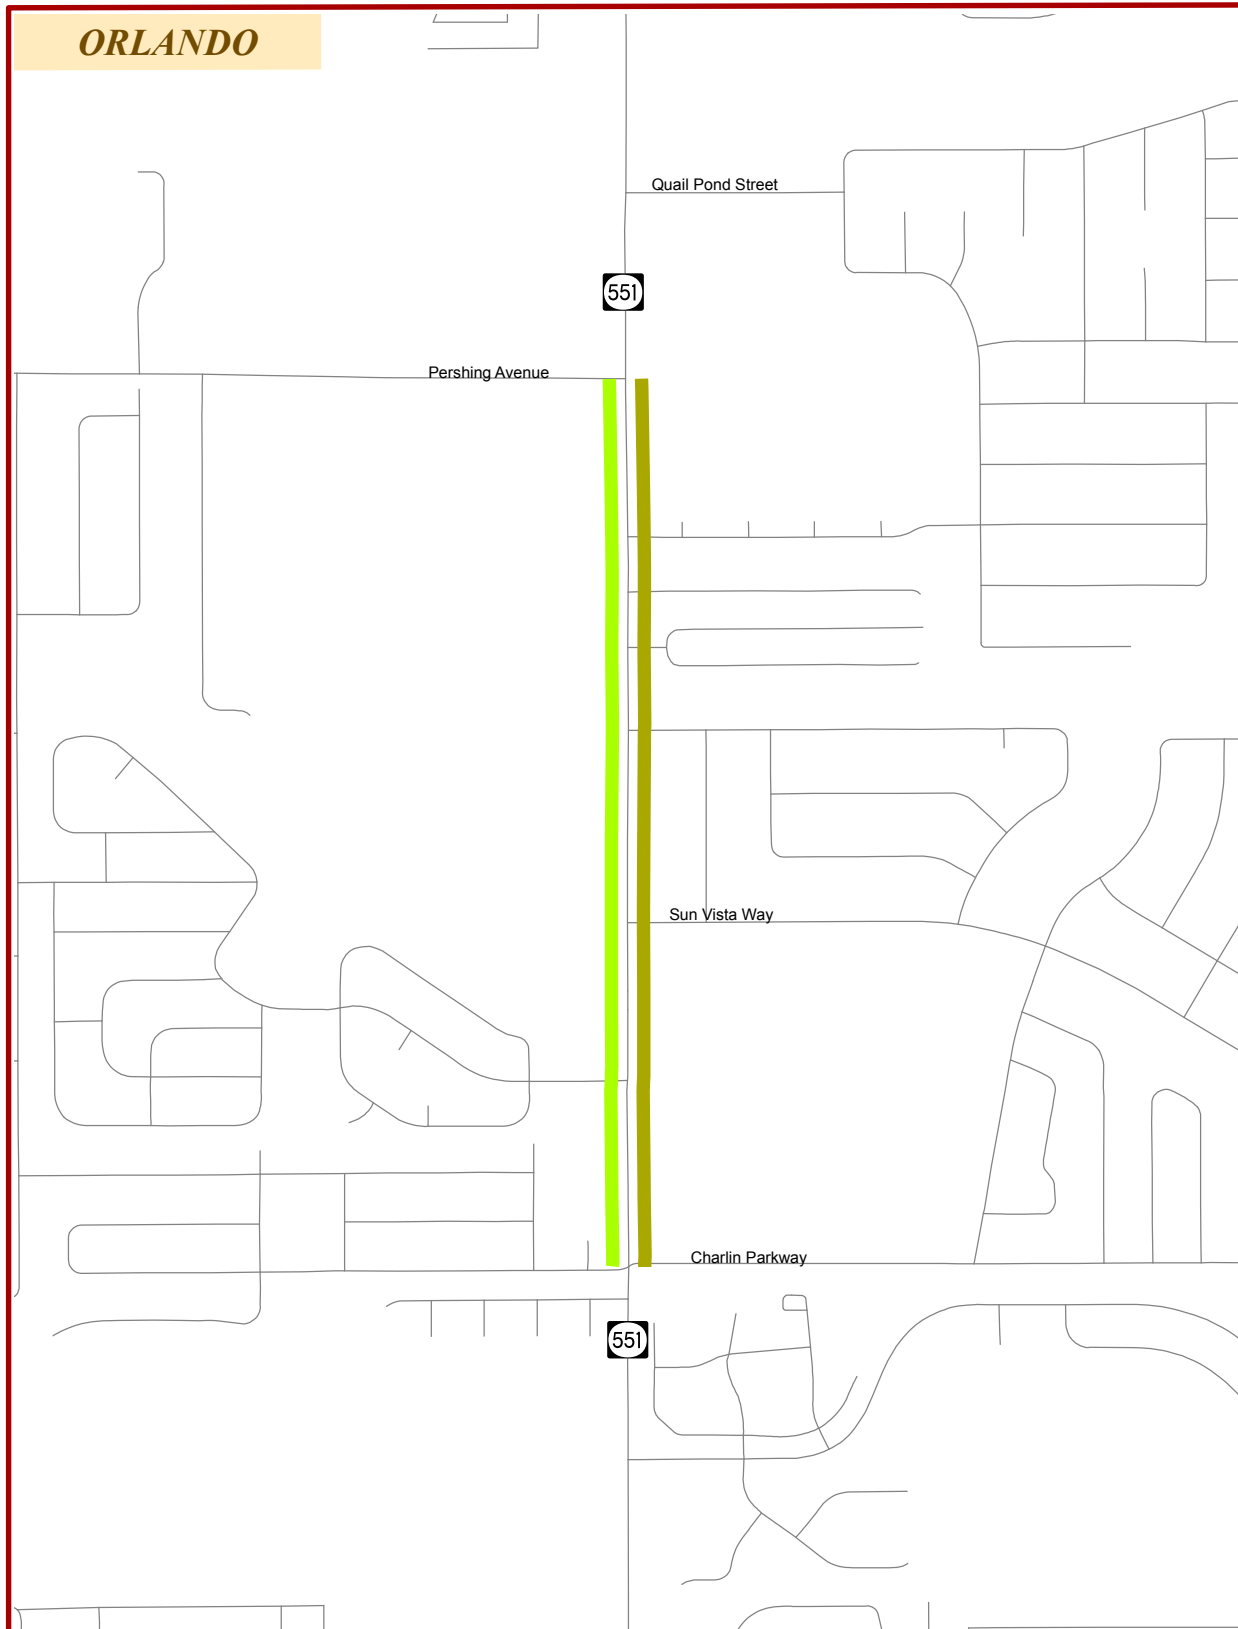 ORLANDO
Quail Pond Street
551
Pershing Avenue
Sun Vista Way
Charlin Parkway
551